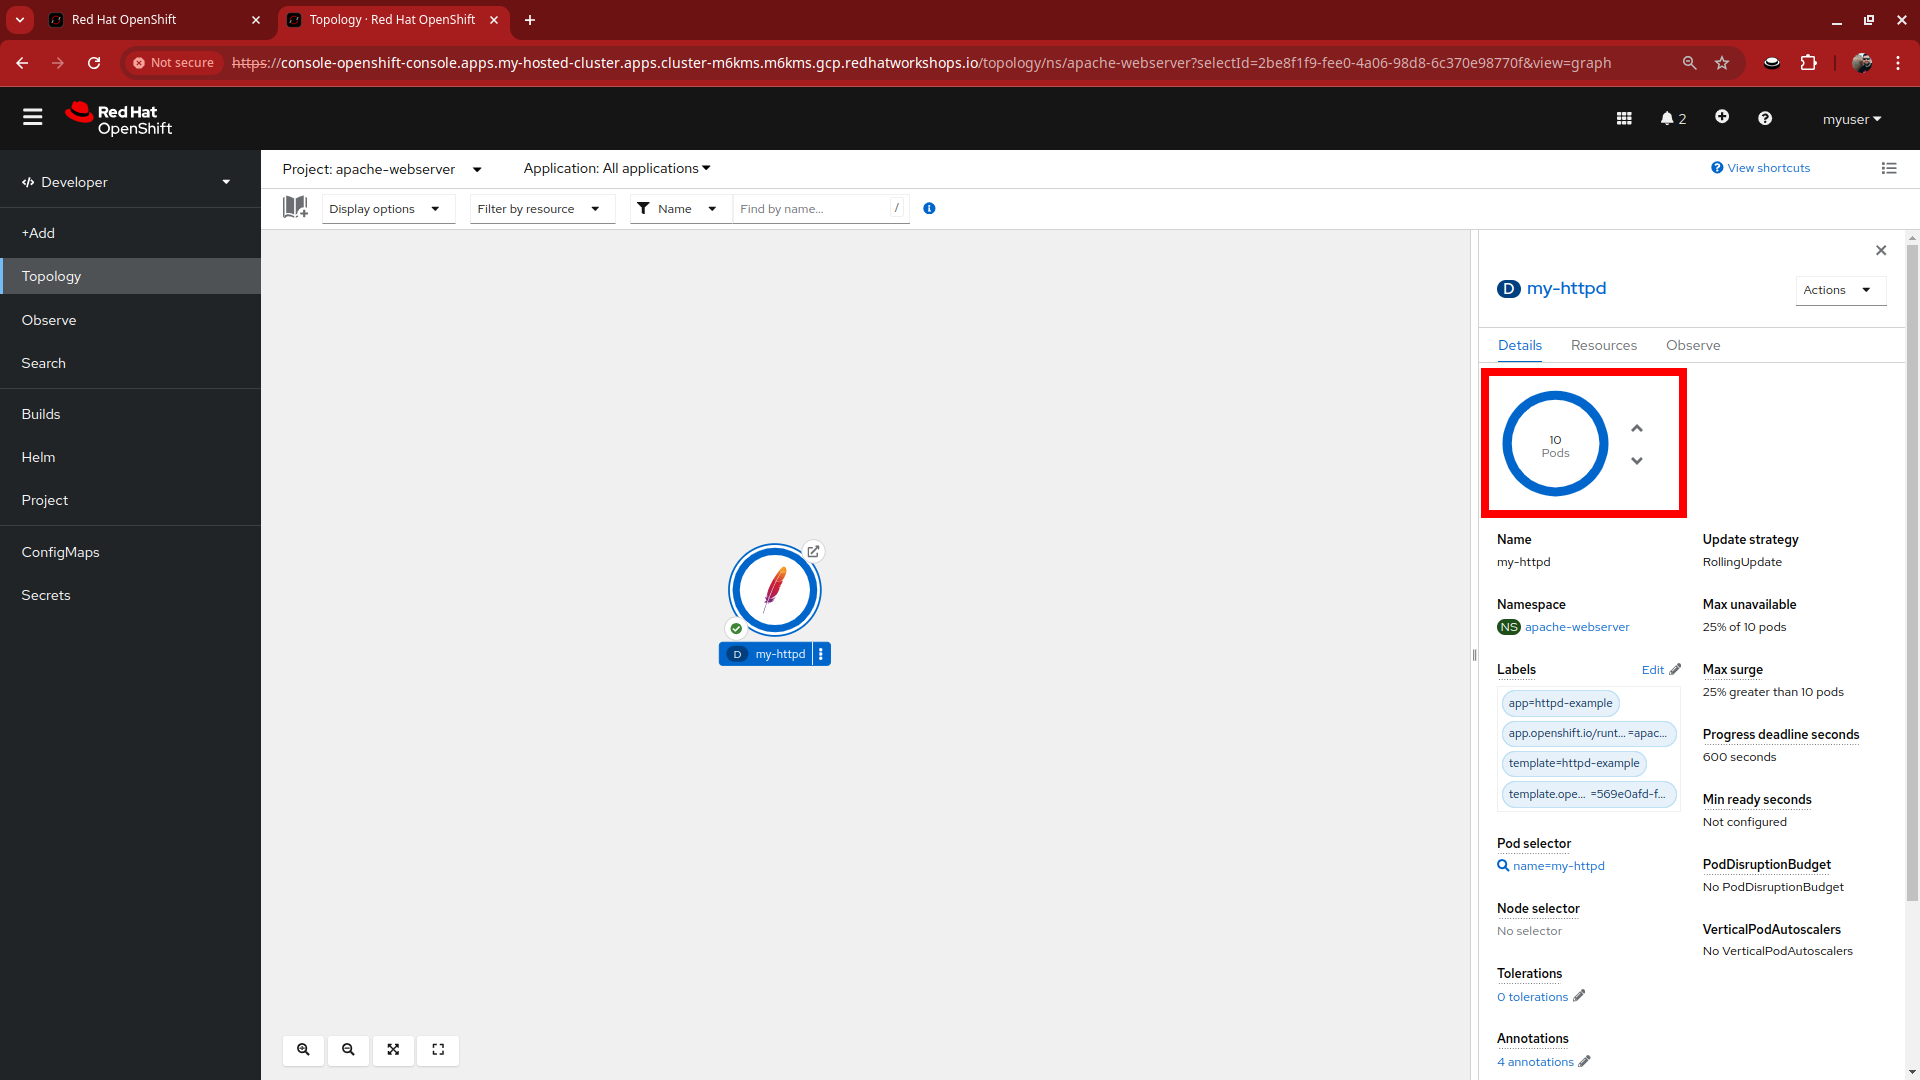 Red Hat OpenShift
Topology · Red Hat OpenShift
Not secure
https://console-openshift-console.apps.my-hosted-cluster.apps.cluster-m6kms.m6kms.gcp.redhatworkshops.io/topology/ns/apache-webserver?selectId=2be8f1f9-fee0-4a06-98d8-6c370e98770f&view=graph
Red Hat
OpenShift
2
myuser
Developer
+Add
Topology
Observe
Search
Builds
Helm
Project
ConfigMaps
Secrets
Project: apache-webserver
Application: All applications
View shortcuts
Display options
Filter by resource
Name
Find by name...
/
D my-httpd
D my-httpd
Actions
Details
Resources
Observe
10
Pods
Name
my-httpd
Namespace
NS apache-webserver
Labels
Edit
app=httpd-example
app.openshift.io/runt... =apac...
template=httpd-example
template.ope... =569e0afd-f...
Pod selector
name=my-httpd
Node selector
No selector
Tolerations
0 tolerations
Annotations
4 annotations
Update strategy
RollingUpdate
Max unavailable
25% of 10 pods
Max surge
25% greater than 10 pods
Progress deadline seconds
600 seconds
Min ready seconds
Not configured
PodDisruptionBudget
No PodDisruptionBudget
VerticalPodAutoscalers
No VerticalPodAutoscalers